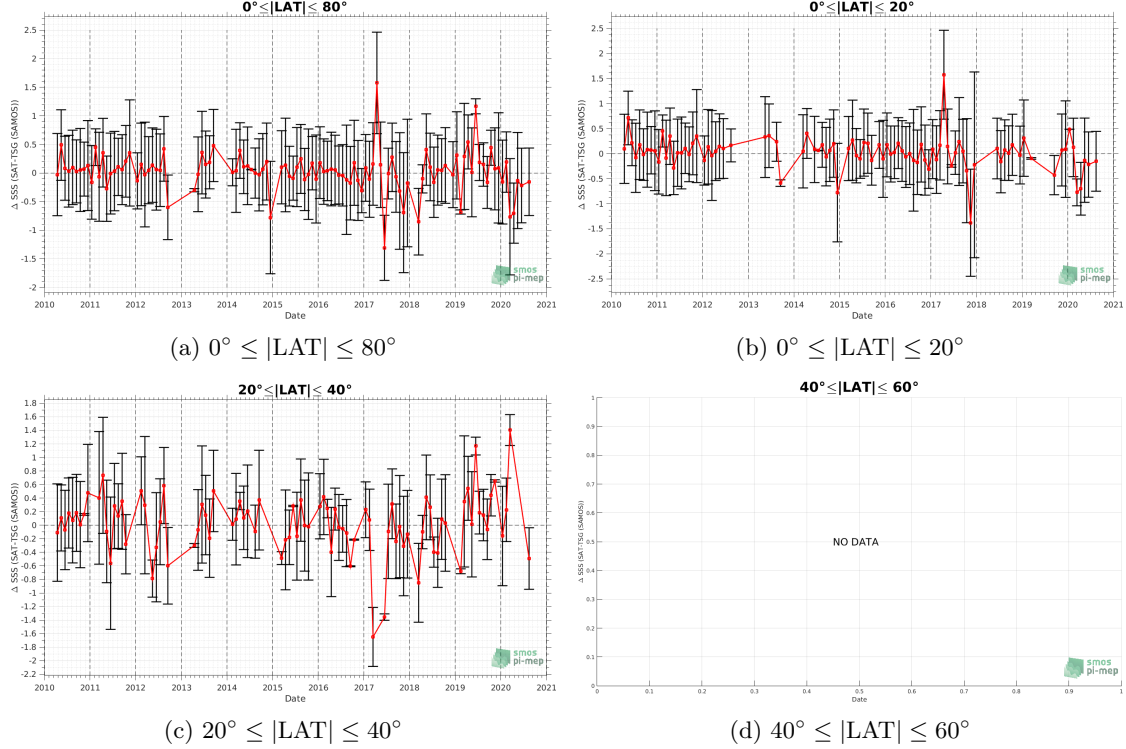 0°≤|LAT|≤ 80°
Δ SSS (SAT-TSG (SAMOS))
2.5
2
1.5
1
0.5
0
-0.5
-1
-1.5
-2
2010 2011 2012 2013 2014 2015 2016 2017 2018 2019 2020 2021
Date
smos
pi-mep
(a) 0° ≤ |LAT| ≤ 80°
0°≤|LAT|≤ 20°
Δ SSS (SAT-TSG (SAMOS))
2.5
2
1.5
1
0.5
0
-0.5
-1
-1.5
-2
-2.5
2010 2011 2012 2013 2014 2015 2016 2017 2018 2019 2020 2021
Date
smos
pi-mep
(b) 0° ≤ |LAT| ≤ 20°
20°≤|LAT|≤ 40°
Δ SSS (SAT-TSG (SAMOS))
1.8
1.6
1.4
1.2
1
0.8
0.6
0.4
0.2
0
-0.2
-0.4
-0.6
-0.8
-1
-1.2
-1.4
-1.6
-1.8
-2
-2.2
2010 2011 2012 2013 2014 2015 2016 2017 2018 2019 2020 2021
Date
smos
pi-mep
(c) 20° ≤ |LAT| ≤ 40°
40°≤|LAT|≤ 60°
Δ SSS (SAT-TSG (SAMOS))
1
0.9
0.8
0.7
0.6
0.5
0.4
0.3
0.2
0.1
0
NO DATA
0 0.1 0.2 0.3 0.4 0.5 0.6 0.7 0.8 0.9 1
Date
smos
pi-mep
(d) 40° ≤ |LAT| ≤ 60°